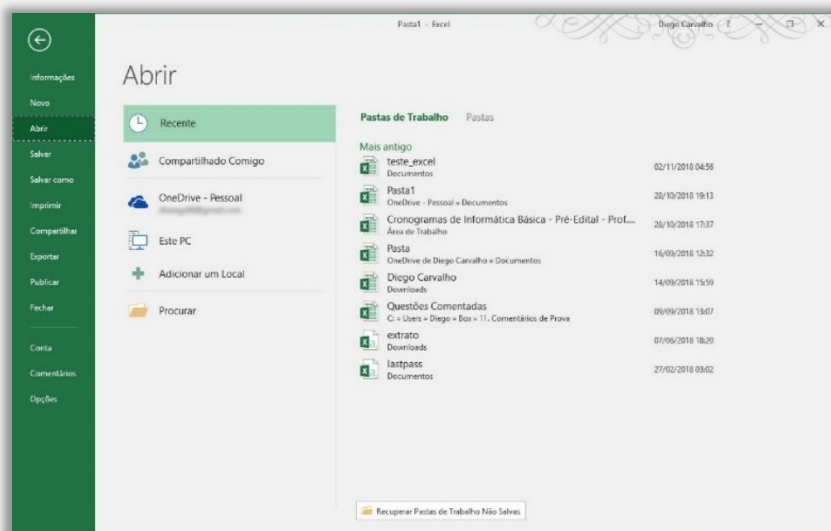 Pasta1 - Excel
Diego Carvalho ?
Informações
Novo
Abrir
Salvar
Salvar como
Imprimir
Compartilhar
Exportar
Publicar
Fechar
Conta
Comentários
Opções
Abrir
Recente
Compartilhado Comigo
OneDrive - Pessoal
Este PC
Adicionar um Local
Procurar
Pastas de Trabalho Pastas
Mais antigo
teste_excel 02/11/2018 04:56
Documentos
Pasta1 28/10/2018 19:13
OneDrive - Pessoal » Documentos
Cronogramas de Informática Básica - Pré-Edital - Prof.... 28/10/2018 17:37
Área de Trabalho
Pasta 16/09/2018 12:32
OneDrive de Diego Carvalho » Documentos
Diego Carvalho 14/09/2018 15:59
Downloads
Questões Comentadas 09/09/2018 13:07
C: » Users » Diego » Box » 11. Comentários de Prova
extrato 07/06/2018 18:20
Downloads
lastpass 27/02/2018 03:02
Documentos
Recuperar Pastas de Trabalho Não Salvas